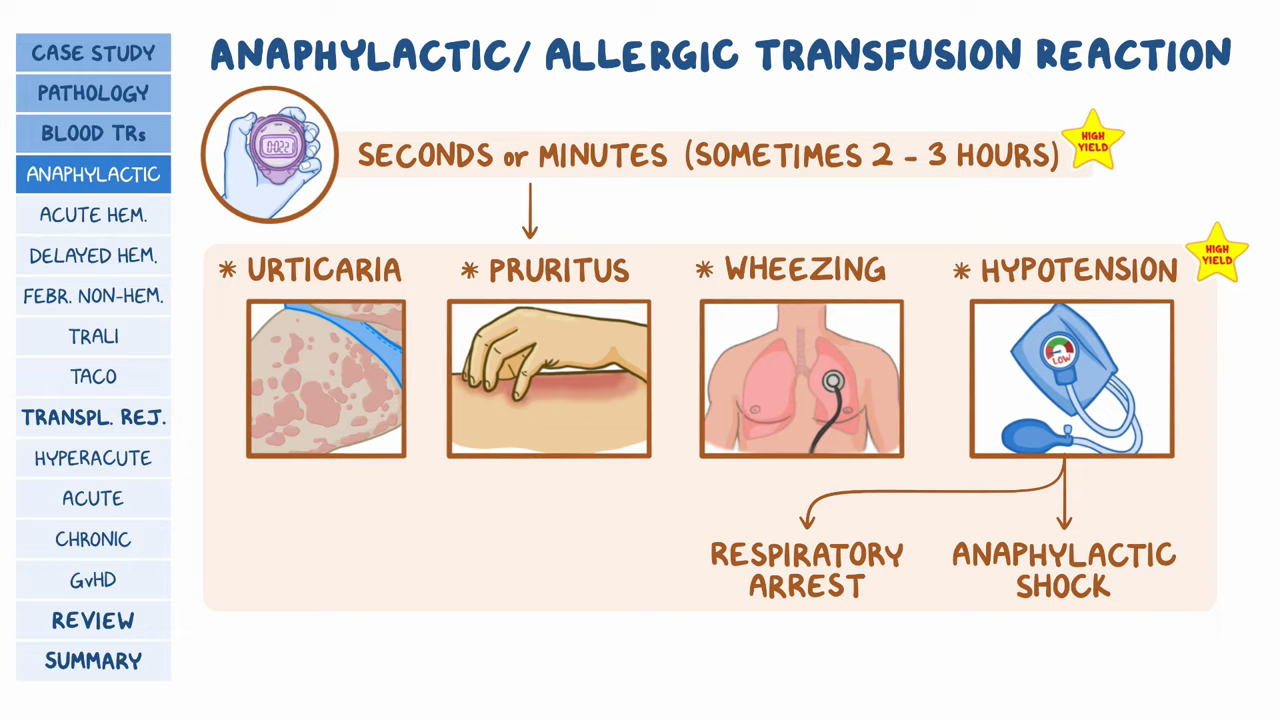 CASE STUDY
PATHOLOGY
BLOOD TRs
ANAPHYLACTIC
ACUTE HEM.
DELAYED HEM.
FEBR. NON-HEM.
TRALI
TACO
TRANSPL. REJ.
HYPERACUTE
ACUTE
CHRONIC
GvHD
REVIEW
SUMMARY
ANAPHYLACTIC/ ALLERGIC TRANSFUSION REACTION
0:022
SECONDS or MINUTES (SOMETIMES 2 - 3 HOURS)
HIGH
YIELD
* URTICARIA
* PRURITUS
* WHEEZING
* HYPOTENSION
HIGH
YIELD
LOW
RESPIRATORY
ARREST
ANAPHYLACTIC
SHOCK